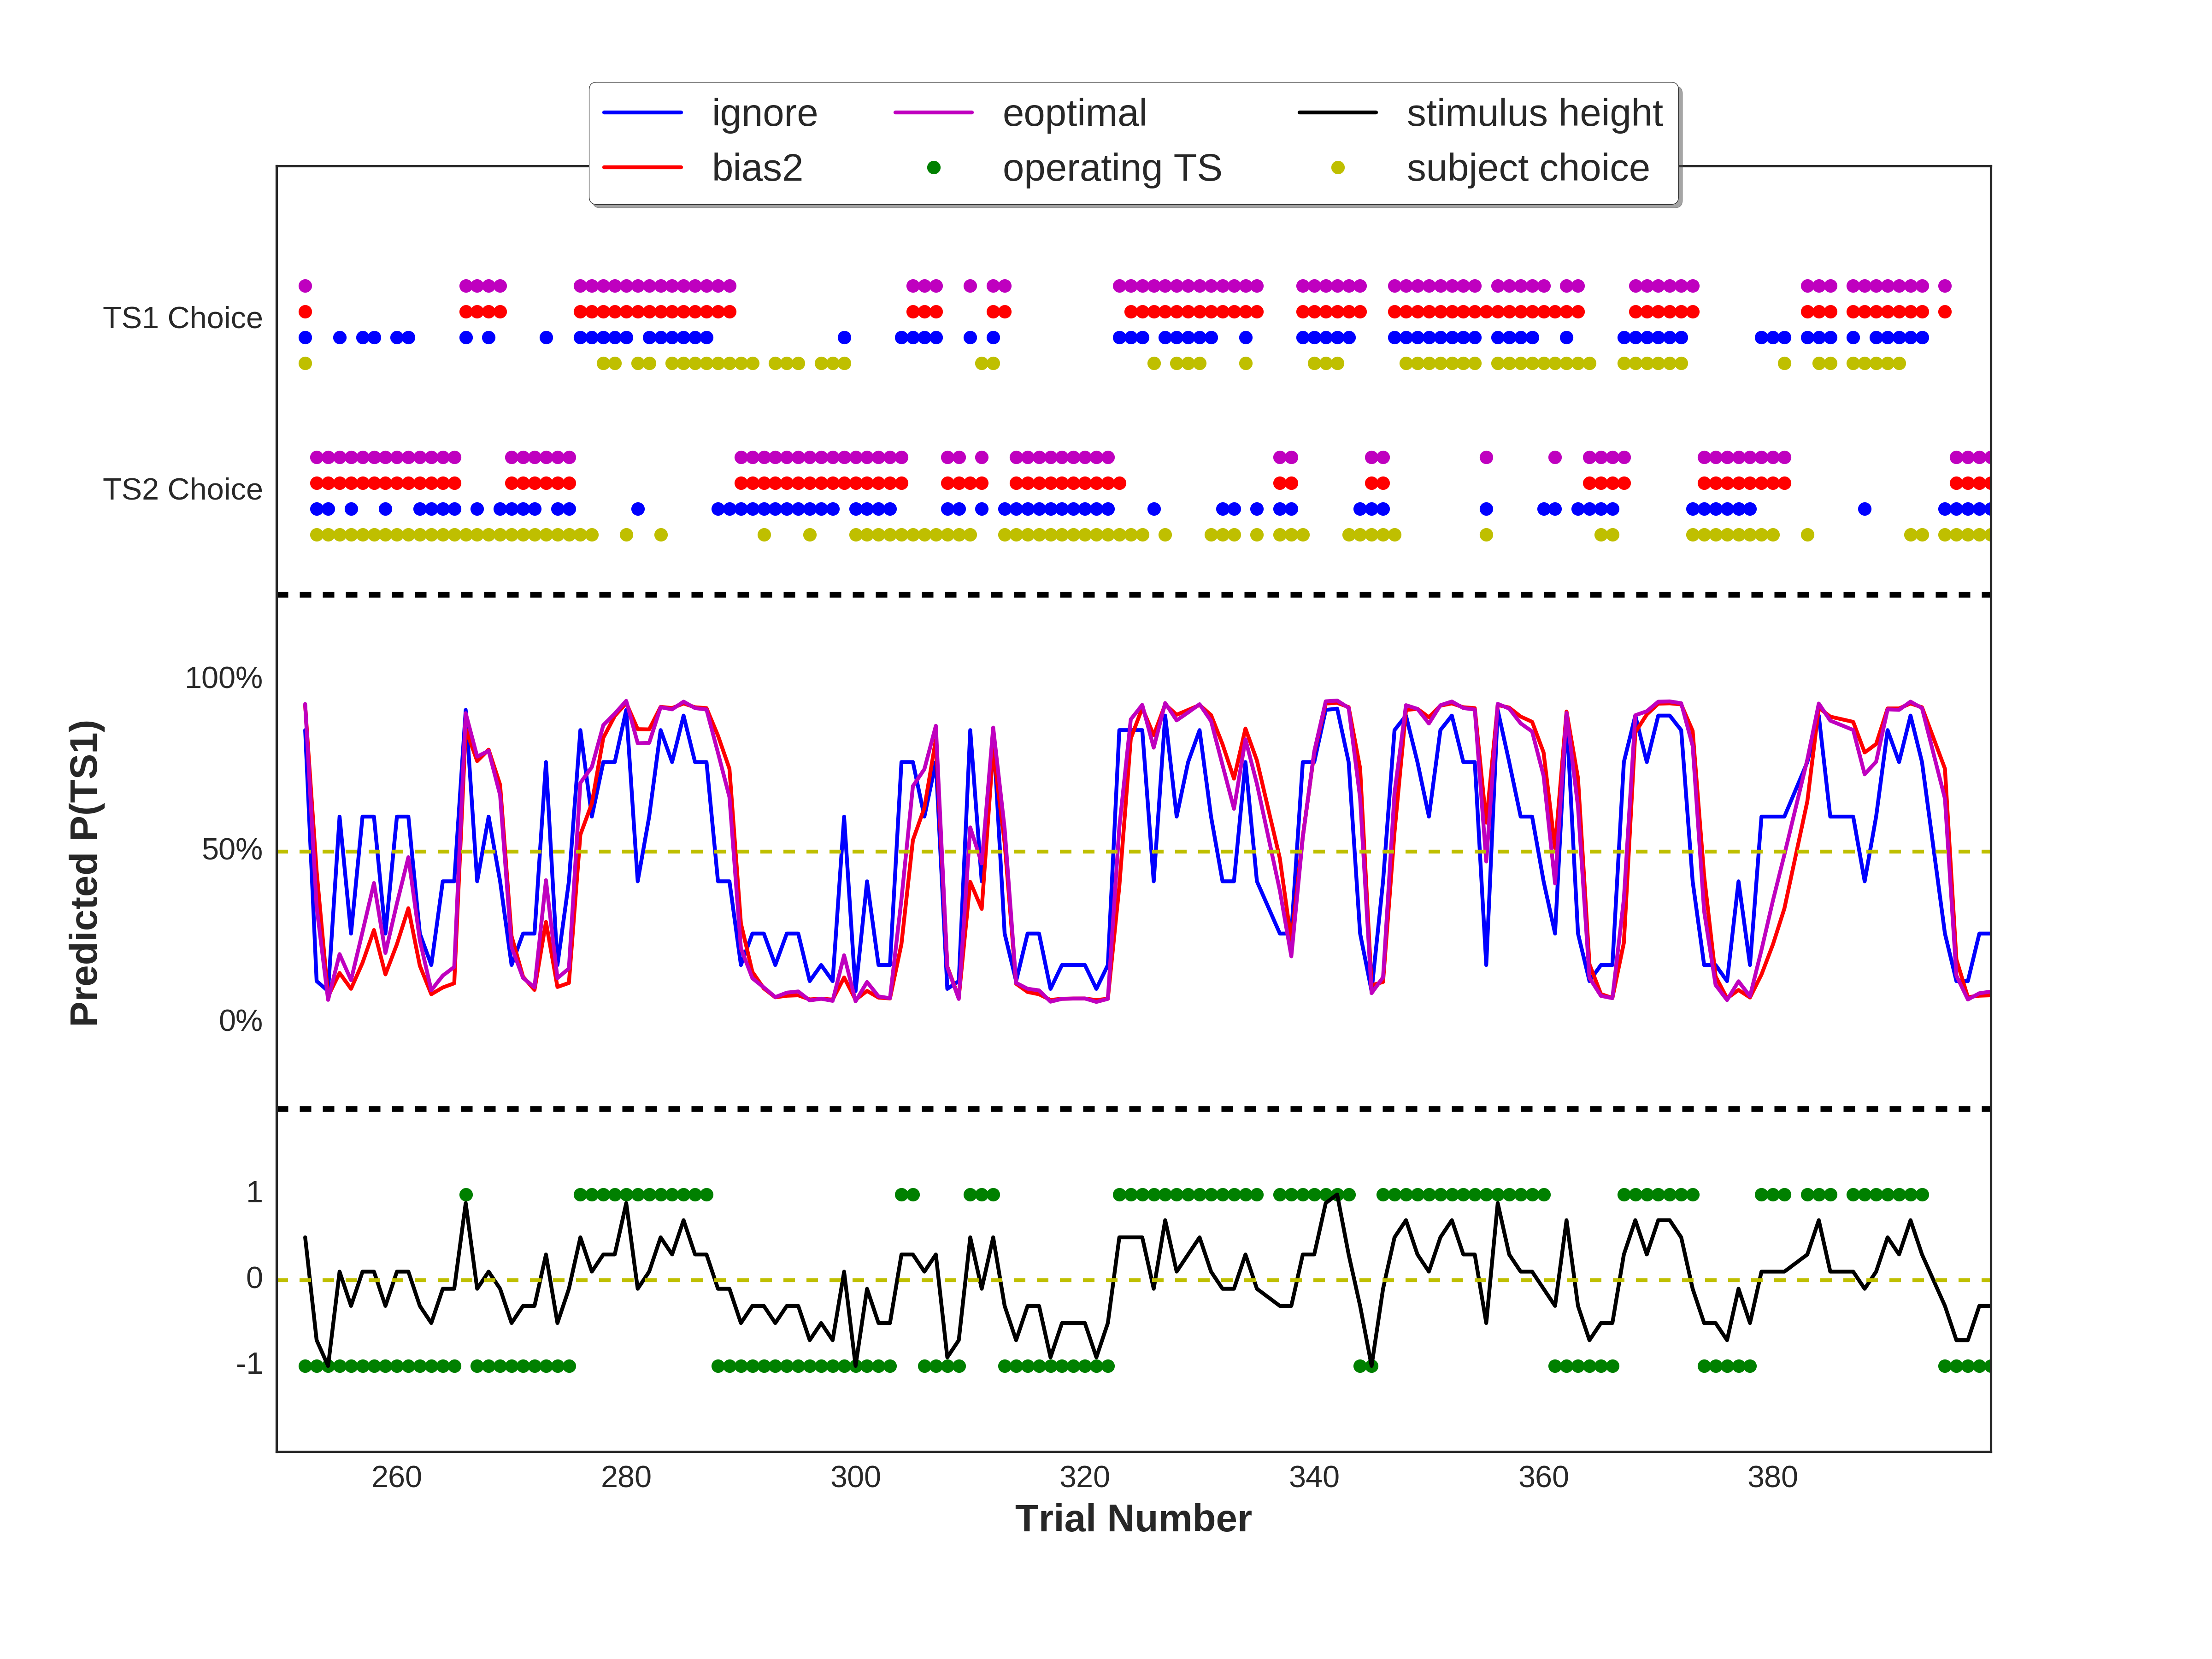 ignore
eoptimal
stimulus height
bias2
operating TS
subject choice
TS1 Choice
TS2 Choice
100%
50%
0%
Predicted P(TS1)
1
0
-1
260 280 300 320 340 360 380
Trial Number